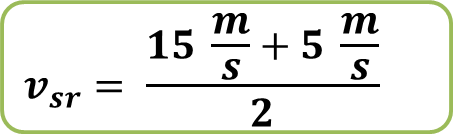 v_sr = (15 m/s + 5 m/s) / 2